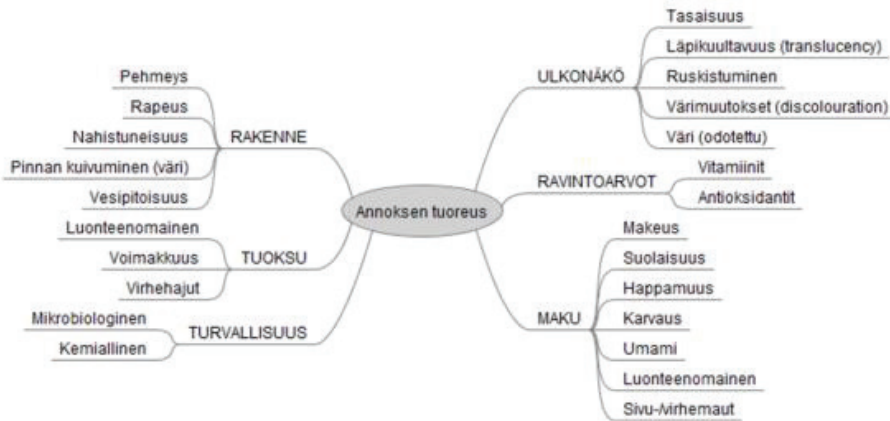 Annoksen tuoreus
RAKENNE
Pehmeys
Rapeus
Nahistuneisuus
Pinnan kuivuminen (väri)
Vesipitoisuus
TUOKSU
Luonteenomainen
Voimakkuus
Virhehajut
TURVALLISUUS
Mikrobiologinen
Kemiallinen
ULKONÄKÖ
Tasaisuus
Läpikuultavuus (translucency)
Ruskistuminen
Värimuutokset (discolouration)
Väri (odotettu)
RAVINTOARVOT
Vitamiinit
Antioksidantit
MAKU
Makeus
Suolaisuus
Happamuus
Karvaus
Umami
Luonteenomainen
Sivu-/virhemaut